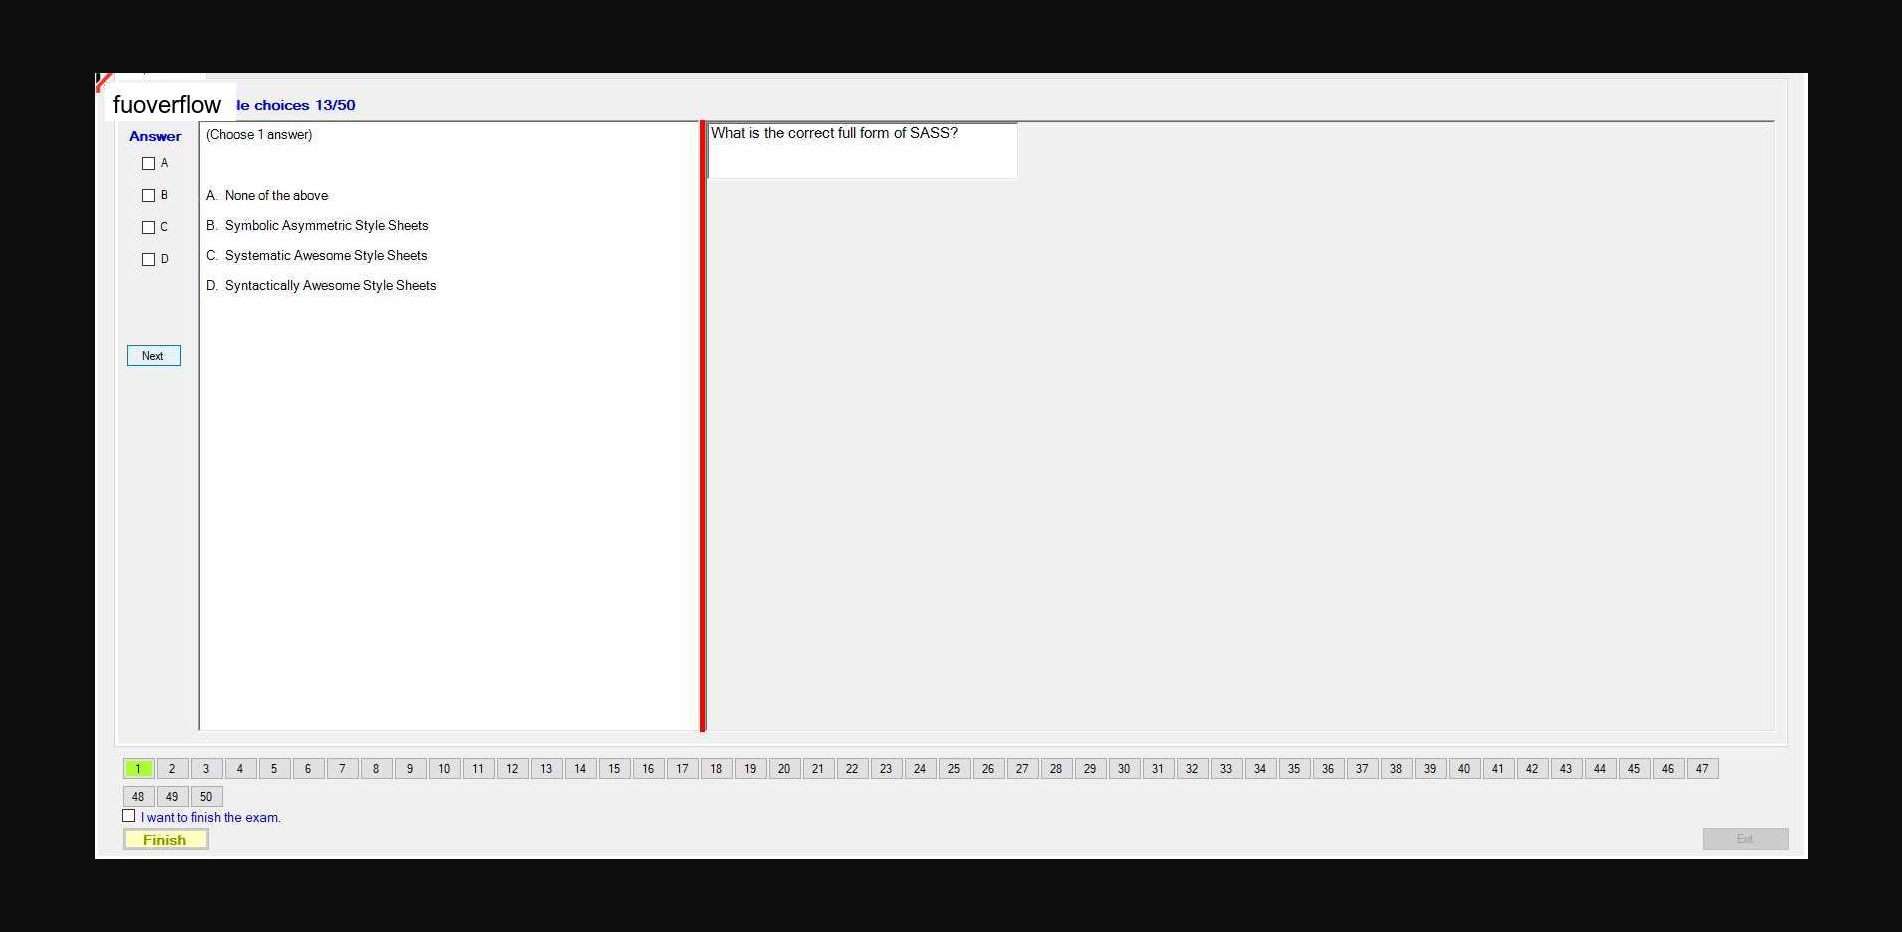 fuoverflow
le choices 13/50
Answer
(Choose 1 answer)
A
B
C
D
A. None of the above
B. Symbolic Asymmetric Style Sheets
C. Systematic Awesome Style Sheets
D. Syntactically Awesome Style Sheets
Next
What is the correct full form of SASS?
1 2 3 4 5 6 7 8 9 10 11 12 13 14 15 16 17 18 19 20 21 22 23 24 25 26 27 28 29 30 31 32 33 34 35 36 37 38 39 40 41 42 43 44 45 46 47
48 49 50
I want to finish the exam.
Finish
Exit